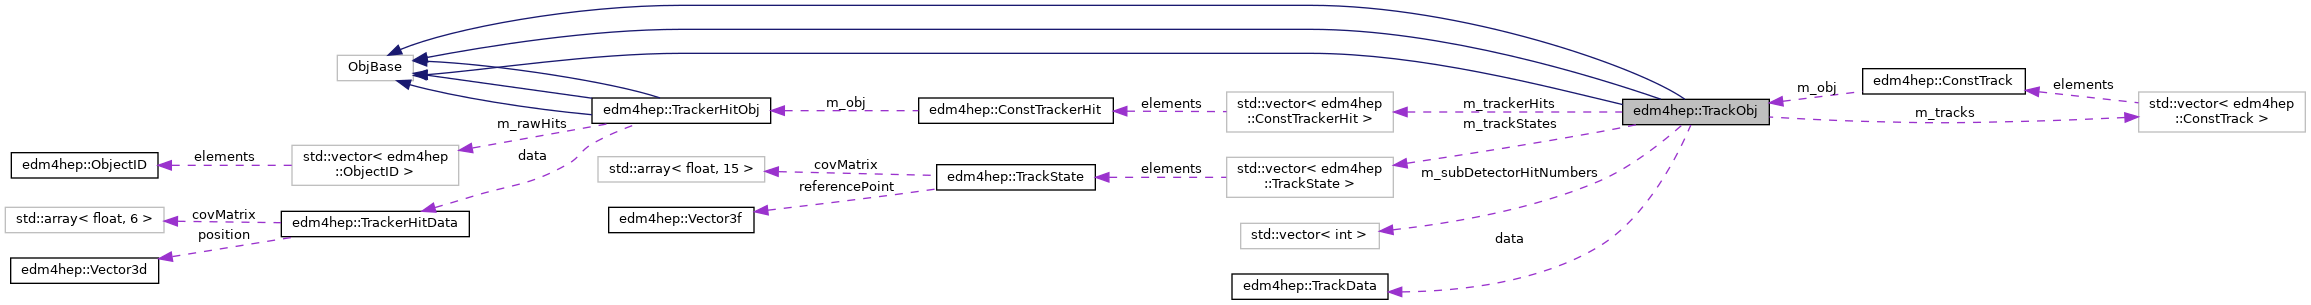 ObjBase
edm4hep::TrackerHitObj
m_rawHits
data
edm4hep::ObjectID
elements
std::vector< edm4hep
::ObjectID >
std::array< float, 6 >
covMatrix
position
edm4hep::TrackerHitData
edm4hep::Vector3d
m_obj
edm4hep::ConstTrackerHit
elements
std::vector< edm4hep
::ConstTrackerHit >
m_trackerHits
m_trackStates
std::array< float, 15 >
covMatrix
referencePoint
edm4hep::TrackState
edm4hep::Vector3f
elements
std::vector< edm4hep
::TrackState >
m_subDetectorHitNumbers
std::vector< int >
data
edm4hep::TrackData
edm4hep::TrackObj
m_obj
edm4hep::ConstTrack
elements
m_tracks
std::vector< edm4hep
::ConstTrack >